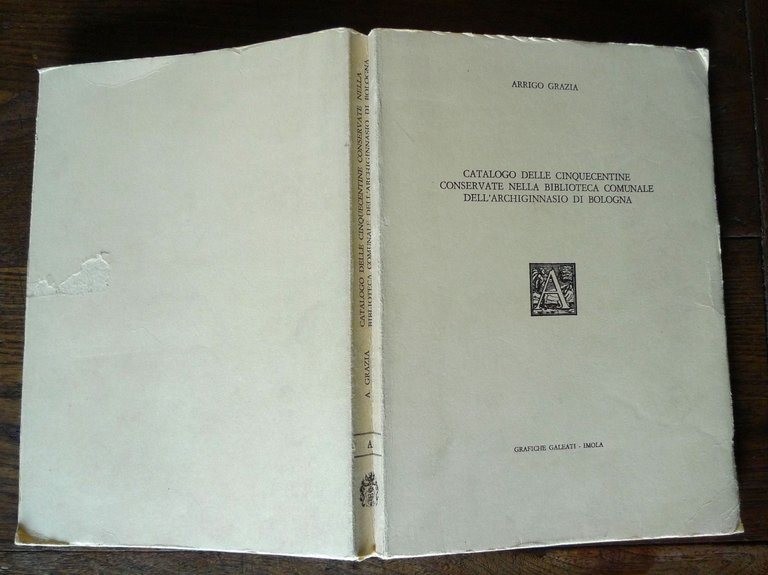 ARRIGO GRAZIA
CATALOGO DELLE CINQUECENTINE
CONSERVATE NELLA BIBLIOTECA COMUNALE
DELL'ARCHIGINNASIO DI BOLOGNA
A
GRAFICHE GALEATI - IMOLA
A. GRAZIA
CATALOGO DELLE CINQUECENTINE CONSERVATE NELLA
BIBLIOTECA COMUNALE DELL'ARCHIGINNASIO DI BOLOGNA
A